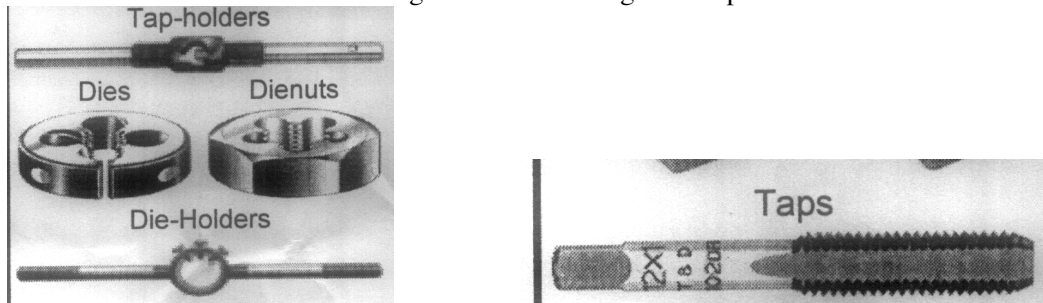 Tap-holders
Dies Dienuts
Die-Holders
Taps
T & D